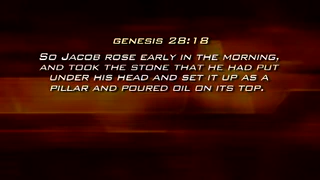 GENESIS 28:18
SO JACOB ROSE EARLY IN THE MORNING,
AND TOOK THE STONE THAT HE HAD PUT
UNDER HIS HEAD AND SET IT UP AS A
PILLAR AND POURED OIL ON ITS TOP.